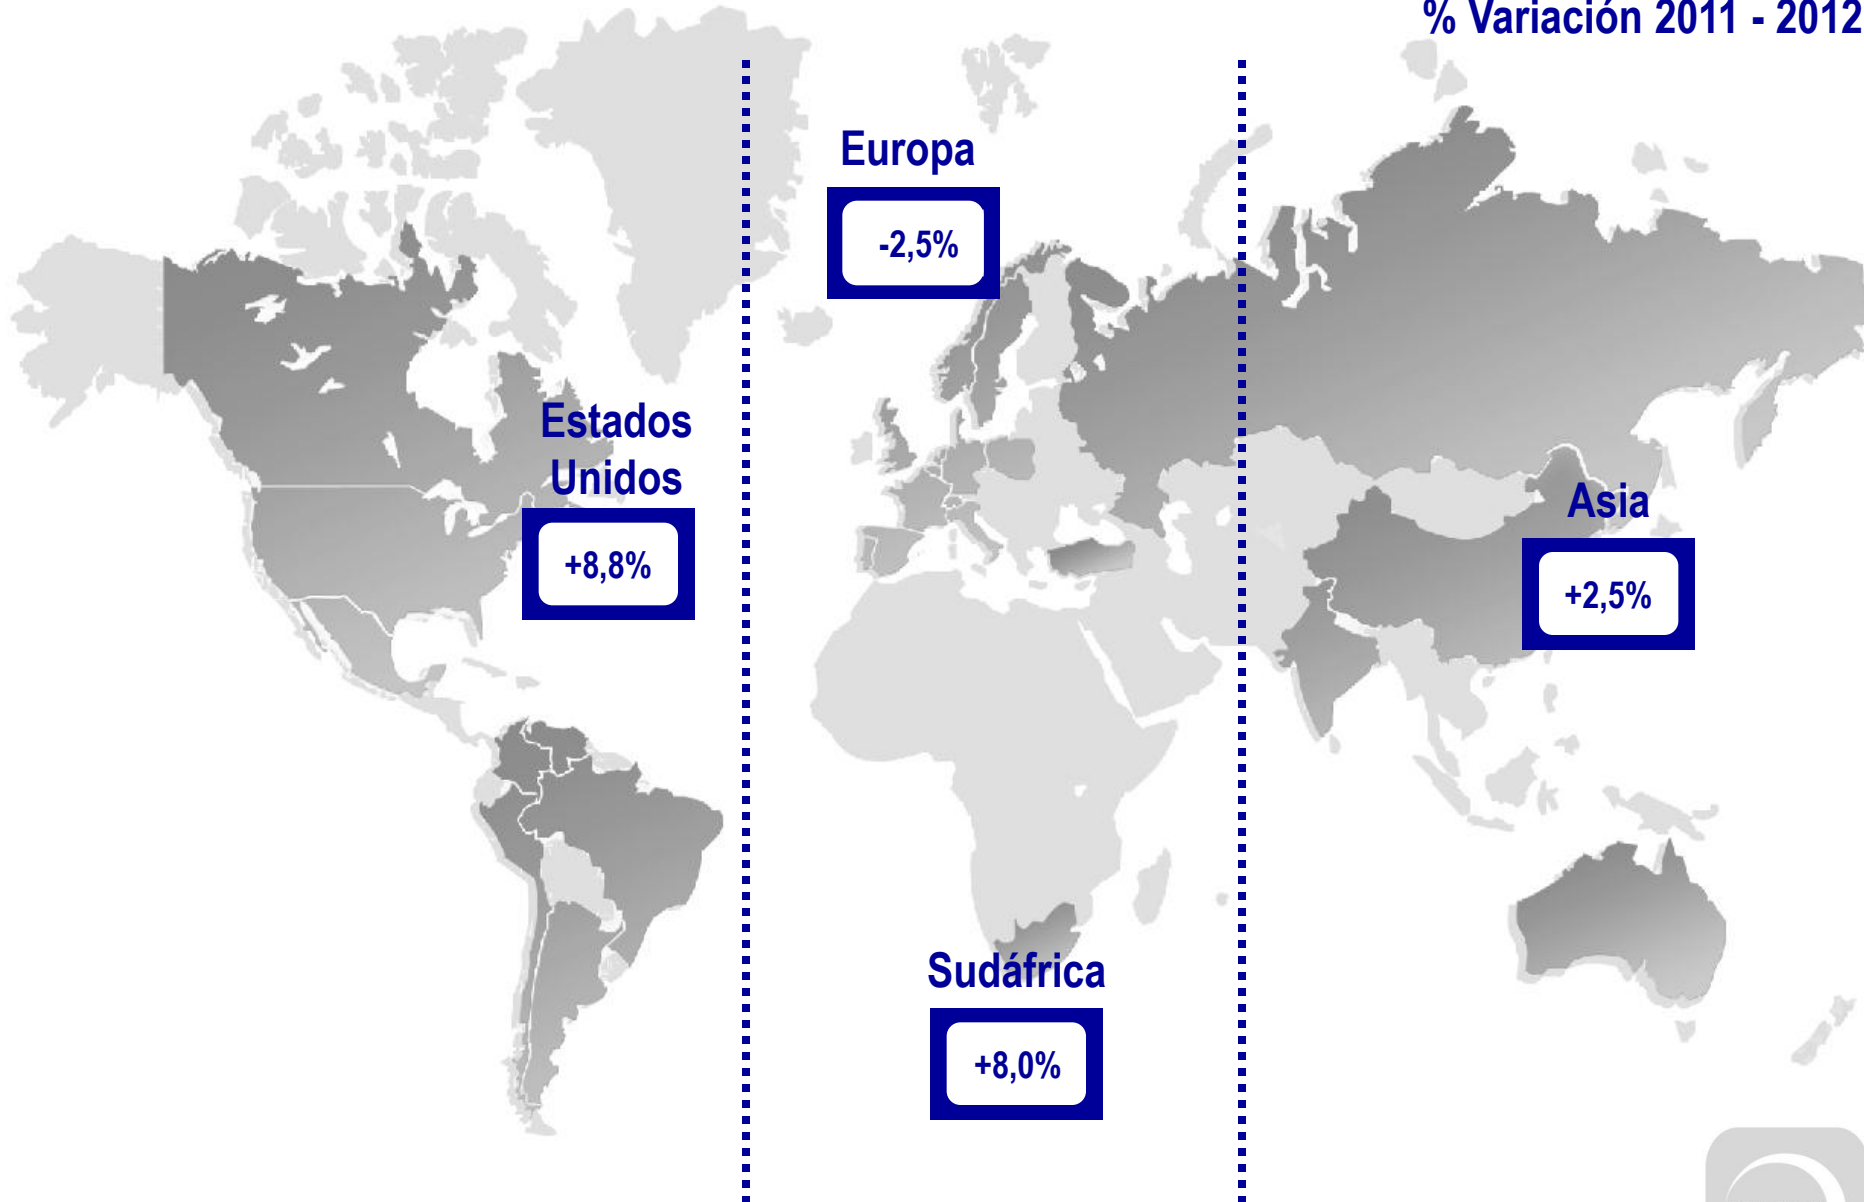 % Variación 2011 - 2012
Europa
-2,5%
Estados
Unidos
+8,8%
Asia
+2,5%
Sudáfrica
+8,0%